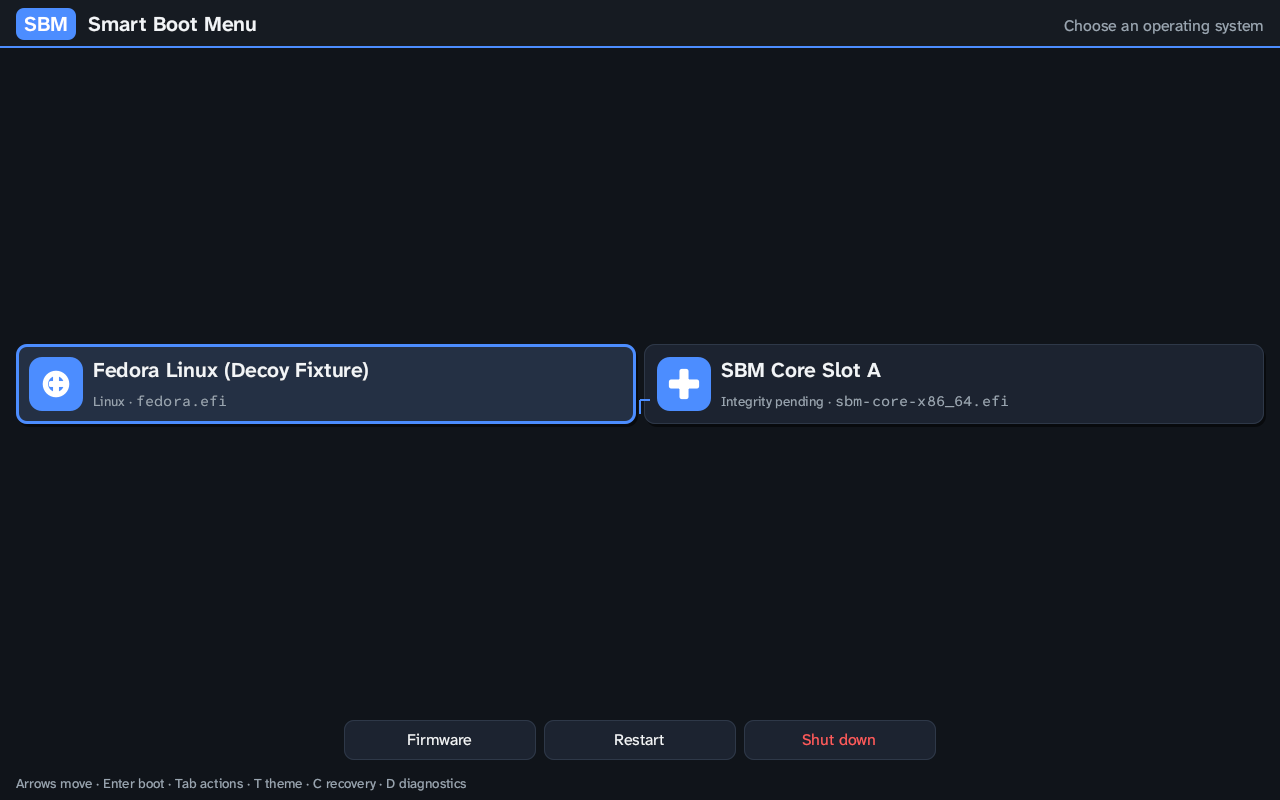 SBM Smart Boot Menu
Choose an operating system
Fedora Linux (Decoy Fixture)
Linux · fedora.efi
SBM Core Slot A
Integrity pending · sbm-core-x86_64.efi
Firmware
Restart
Shut down
Arrows move · Enter boot · Tab actions · T theme · C recovery · D diagnostics